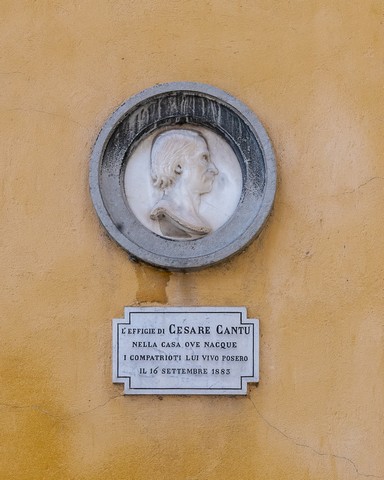 L'EFFIGIE DI CESARE CANTU
NELLA CASA OVE NACQUE
I COMPATRIOTI LUI VIVO POSERO
IL 16 SETTEMBRE 1883